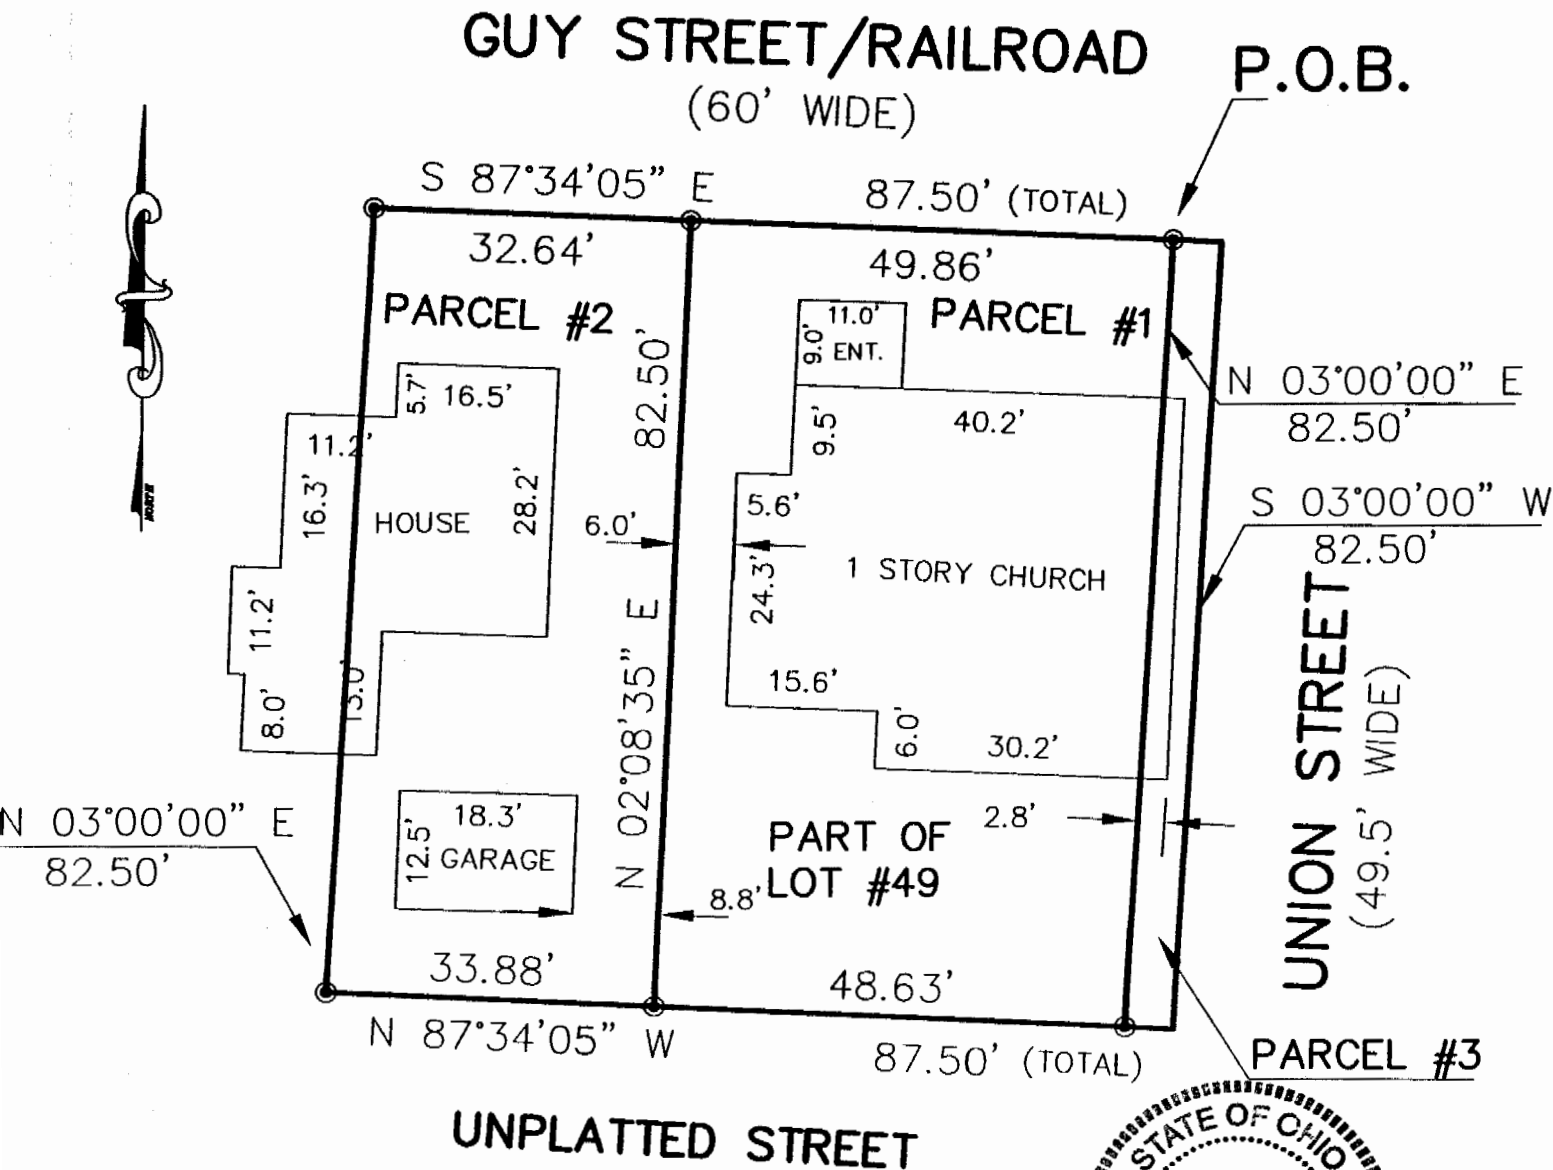 GUY STREET/RAILROAD
(60' WIDE)
P.O.B.
S 87°34'05" E
87.50' (TOTAL)
32.64'
49.86'
PARCEL #2
PARCEL #1
11.0'
9.0'
ENT.
82.50'
5.7'
16.5'
N 03°00'00" E
82.50'
11.2'
9.5'
40.2'
16.3'
28.2'
HOUSE
6.0'
5.6'
S 03°00'00" W
82.50'
NORTH
1 STORY CHURCH
24.3'
11.2'
N 02°08'35" E
15.6'
13.0'
8.0'
6.0'
30.2'
UNION STREET
(49.5' WIDE)
N 03°00'00" E
82.50'
18.3'
12.5'
GARAGE
2.8'
PART OF
LOT #49
8.8'
33.88'
48.63'
N 87°34'05" W
87.50' (TOTAL)
PARCEL #3
UNPLATTED STREET
STATE OF OHIO